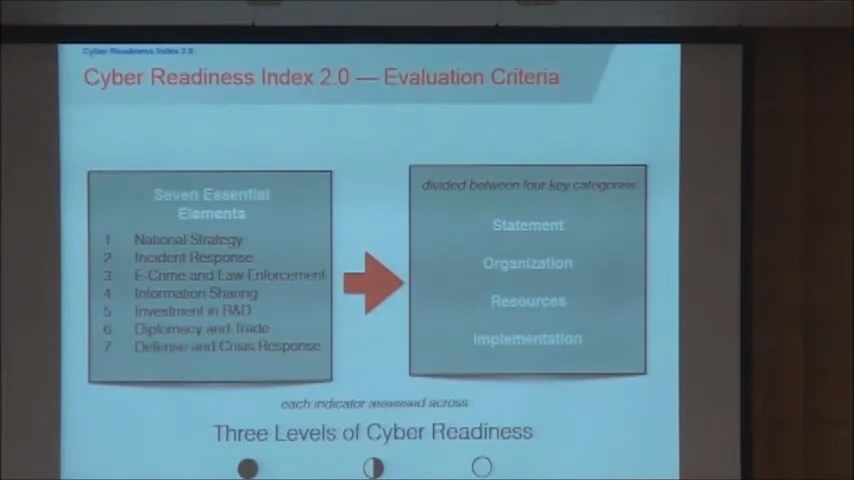 Cyber Readiness Index 2.0
Cyber Readiness Index 2.0 — Evaluation Criteria
Seven Essential
Elements
1 National Strategy
2 Incident Response
3 E-Crime and Law Enforcement
4 Information Sharing
5 Investment in R&D
6 Diplomacy and Trade
7 Defense and Crisis Response
divided between four key categories
Statement
Organization
Resources
Implementation
each indicator assessed across
Three Levels of Cyber Readiness